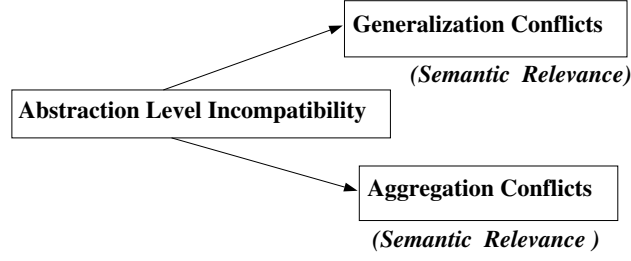 Generalization Conflicts
(Semantic Relevance)
Abstraction Level Incompatibility
Aggregation Conflicts
(Semantic Relevance )